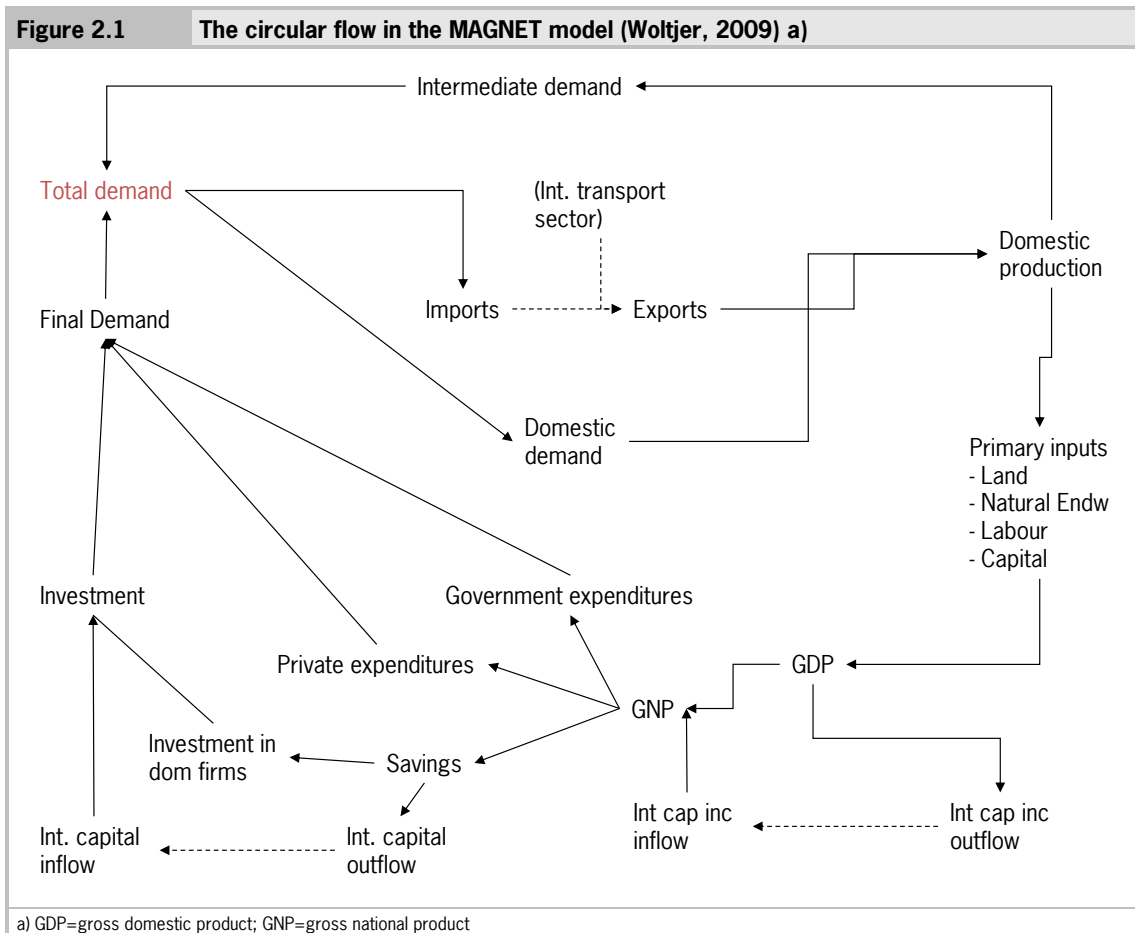 Figure 2.1 The circular flow in the MAGNET model (Woltjer, 2009) a)
Intermediate demand
Total demand
(Int. transport
sector)
Domestic
production
Imports
Exports
Final Demand
Domestic
demand
Primary inputs
- Land
- Natural Endw
- Labour
- Capital
Investment
Government expenditures
Private expenditures
GDP
GNP
Investment in
dom firms
Savings
Int cap inc
inflow
Int cap inc
outflow
Int. capital
inflow
Int. capital
outflow
a) GDP=gross domestic product; GNP=gross national product